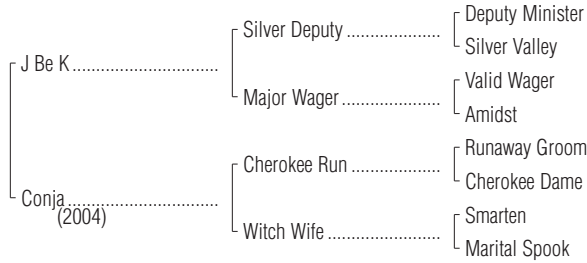 Deputy Minister
Silver Deputy ....................
Silver Valley
J Be K ...............................
Valid Wager
Major Wager .....................
Amidst
Runaway Groom
Cherokee Run ...................
Cherokee Dame
Conja .................................
(2004)
Smarten
Witch Wife .........................
Marital Spook